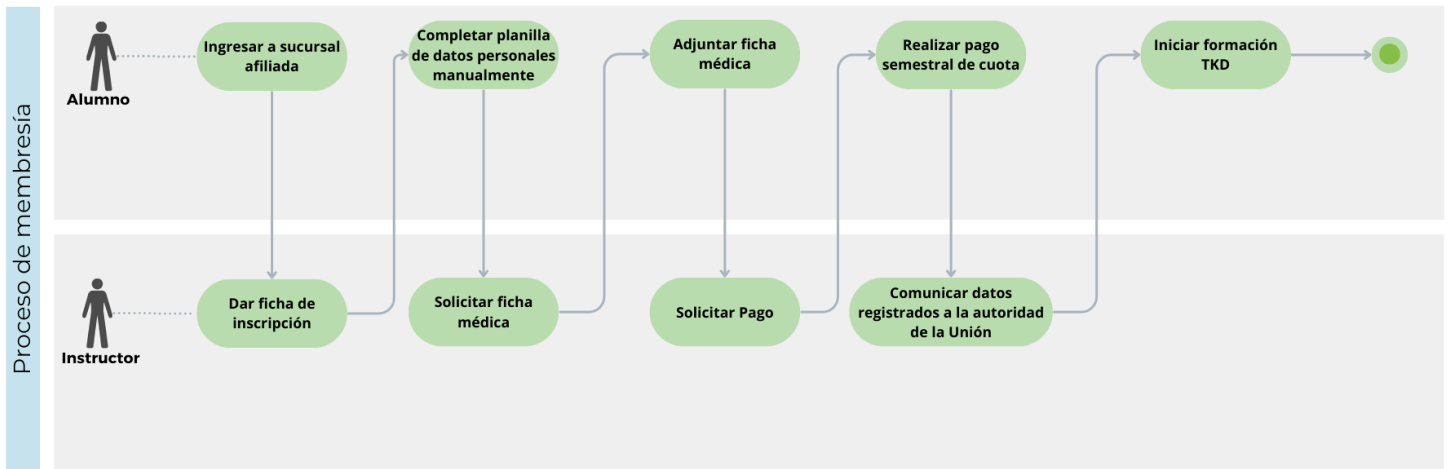 Proceso de membresía
Alumno
Ingresar a sucursal
afiliada
Completar planilla
de datos personales
manualmente
Adjuntar ficha
médica
Realizar pago
semestral de cuota
Iniciar formación
TKD
Instructor
Dar ficha de
inscripción
Solicitar ficha
médica
Solicitar Pago
Comunicar datos
registrados a la autoridad
de la Unión